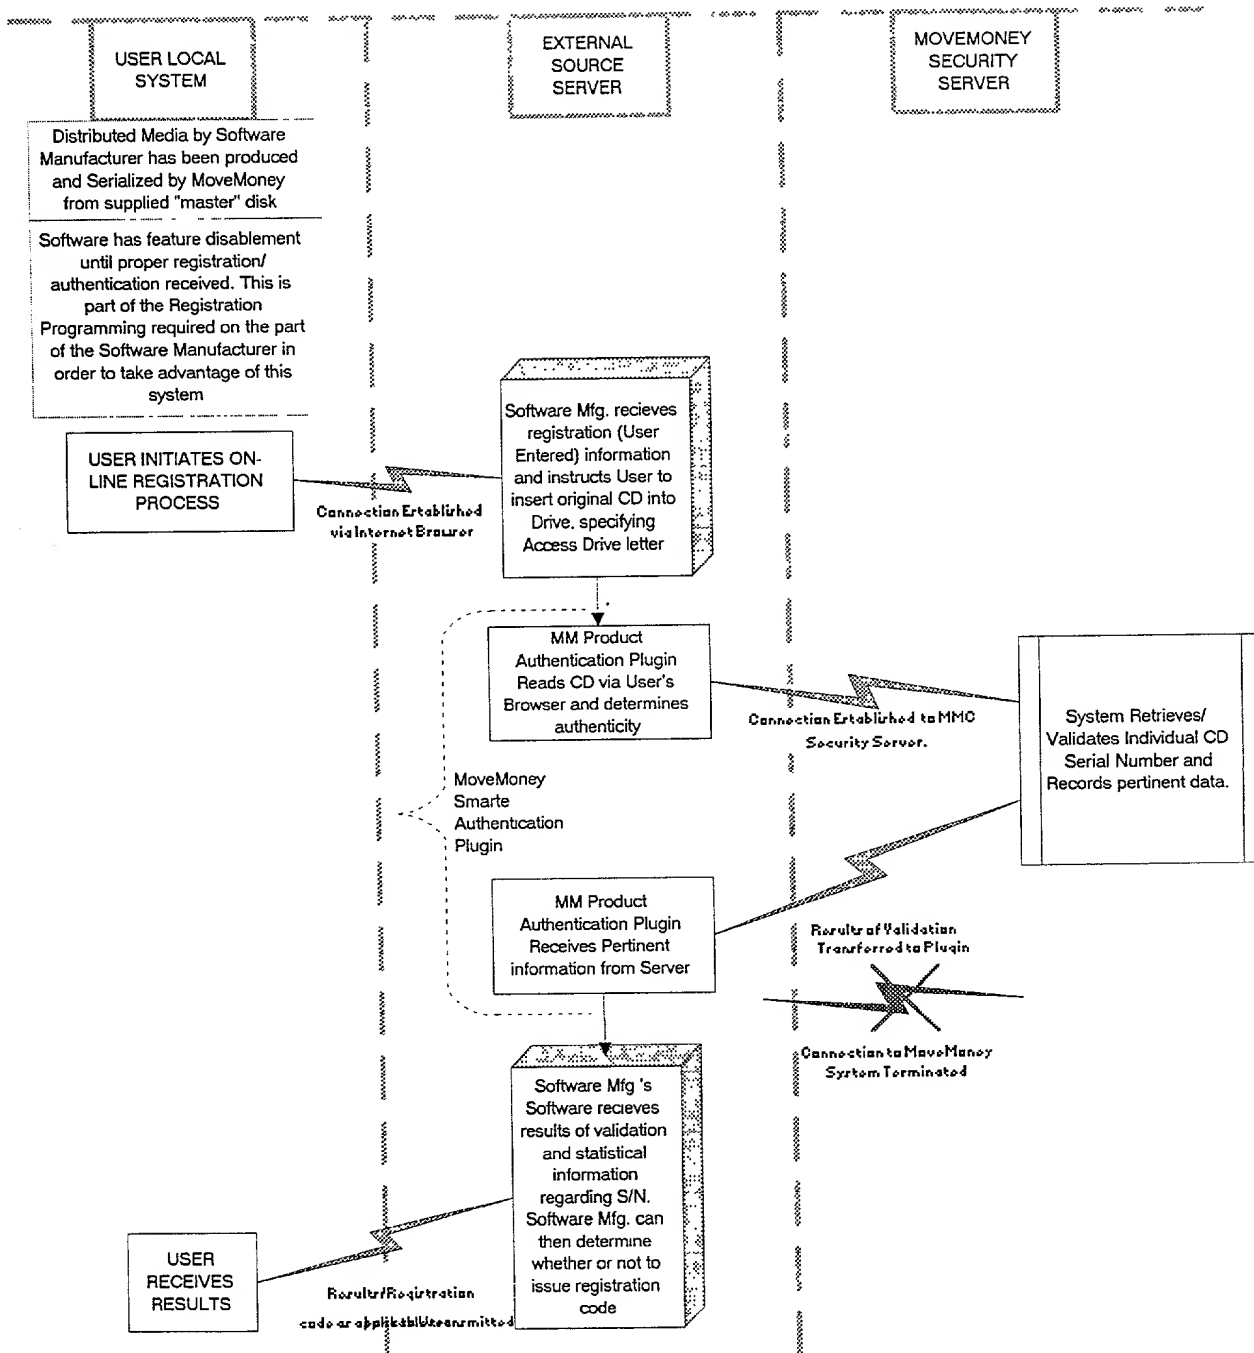 USER LOCAL
SYSTEM
EXTERNAL
SOURCE
SERVER
MOVEMONEY
SECURITY
SERVER
Distributed Media by Software
Manufacturer has been produced
and Serialized by MoveMoney
from supplied "master" disk
Software has feature disablement
until proper registration/
authentication received. This is
part of the Registration
Programming required on the part
of the Software Manufacturer in
order to take advantage of this
system
USER INITIATES ON-
LINE REGISTRATION
PROCESS
Connection Established
via Internet Browser
Software Mfg. recieves
registration (User
Entered) information
and instructs User to
insert original CD into
Drive, specifying
Access Drive letter
MM Product
Authentication Plugin
Reads CD via User's
Browser and determines
authenticity
Connection Established to MMC
Security Server.
System Retrieves/
Validates Individual CD
Serial Number and
Records pertinent data.
MoveMoney
Smarte
Authentication
Plugin
MM Product
Authentication Plugin
Receives Pertinent
information from Server
Results of Validation
Transferred to Plugin
Connection to MoveMoney
System Terminated
Software Mfg 's
Software recieves
results of validation
and statistical
information
regarding S/N.
Software Mfg. can
then determine
whether or not to
issue registration
code
USER
RECEIVES
RESULTS
Results/Registration
code as transmitted